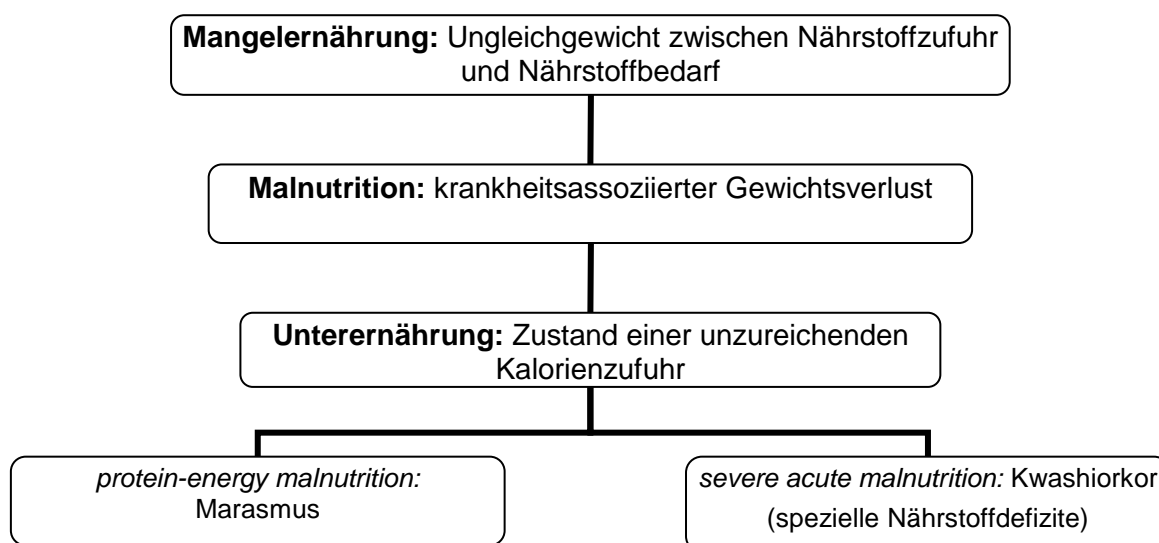 Mangelernährung: Ungleichgewicht zwischen Nährstoffzufuhr
und Nährstoffbedarf
Malnutrition: krankheitsassoziierter Gewichtsverlust
Unterernährung: Zustand einer unzureichenden
Kalorienzufuhr
protein-energy malnutrition:
Marasmus
severe acute malnutrition: Kwashiorkor
(spezielle Nährstoffdefizite)